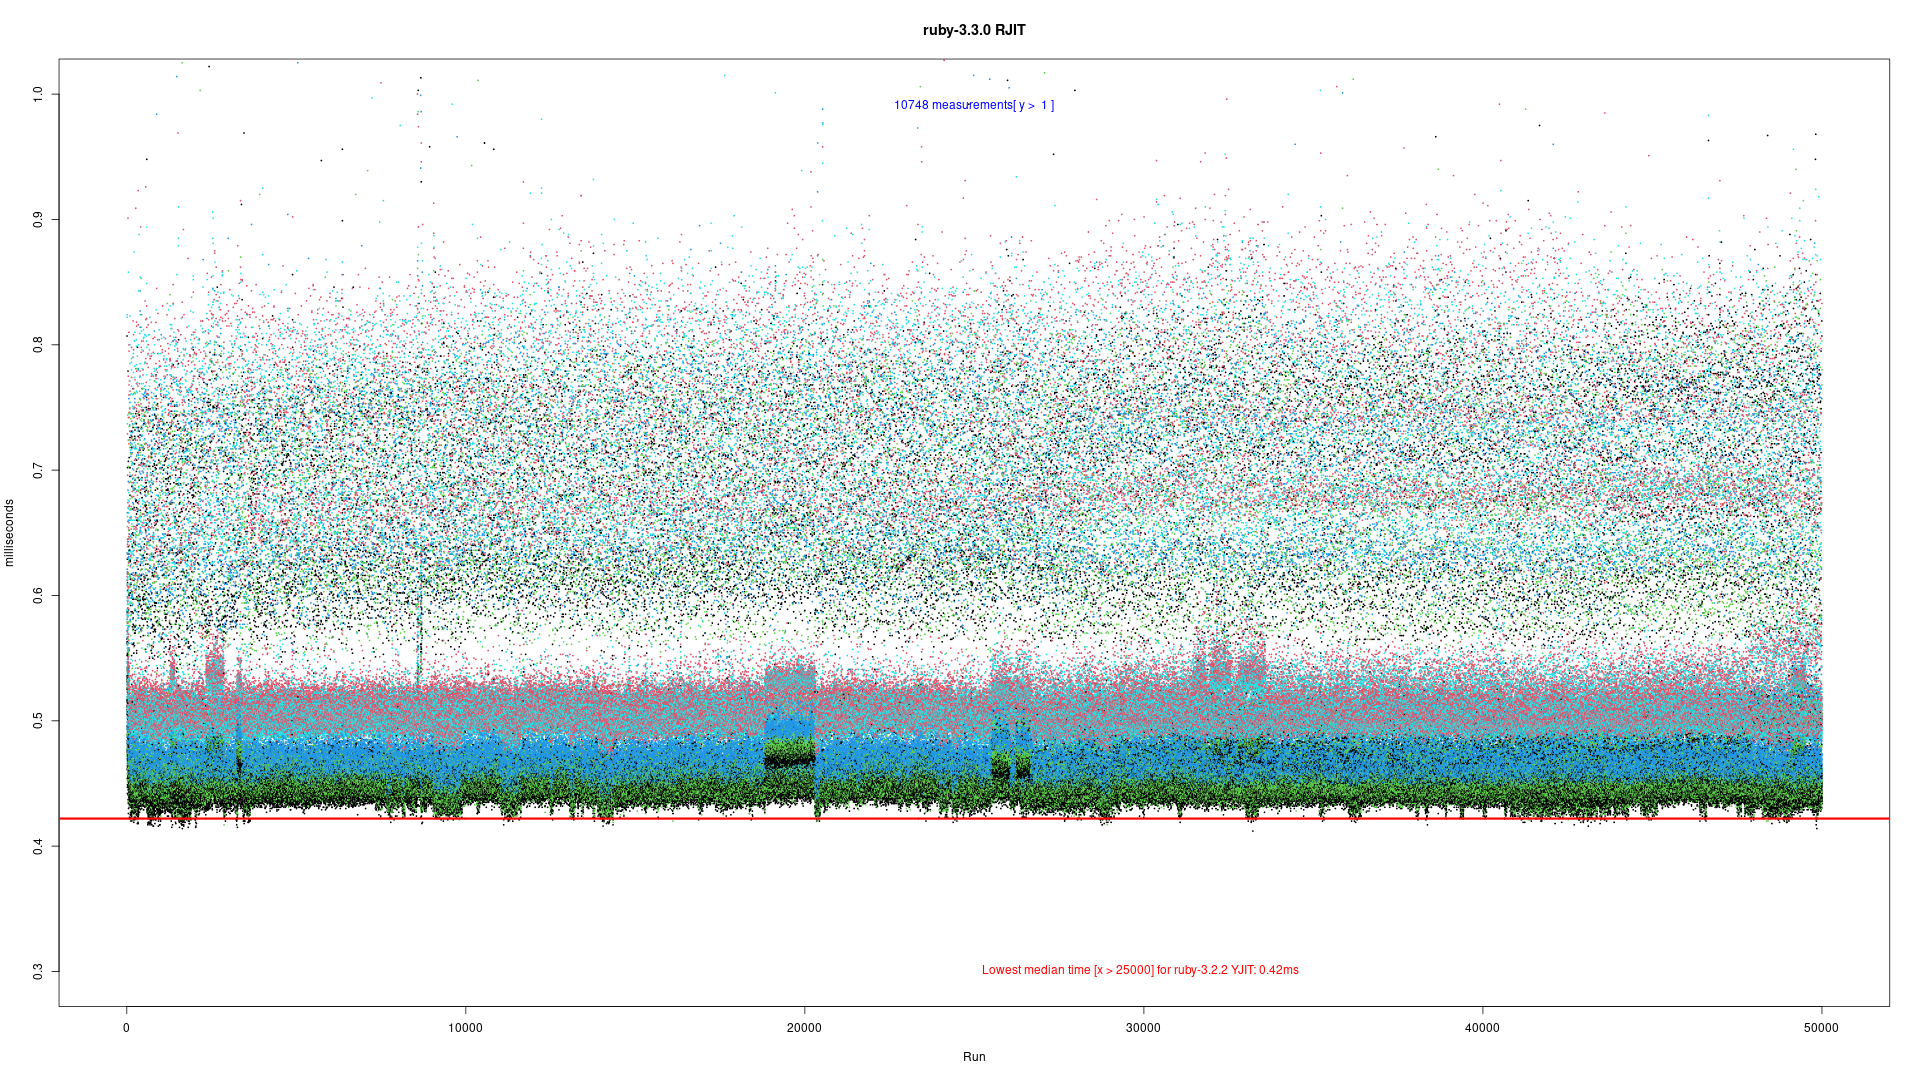 ruby-3.3.0 RJIT
10748 measurements[ y > 1 ]
milliseconds
1.0
0.9
0.8
0.7
0.6
0.5
0.4
0.3
Lowest median time [x > 25000] for ruby-3.2.2 YJIT: 0.42ms
0 10000 20000 30000 40000 50000
Run